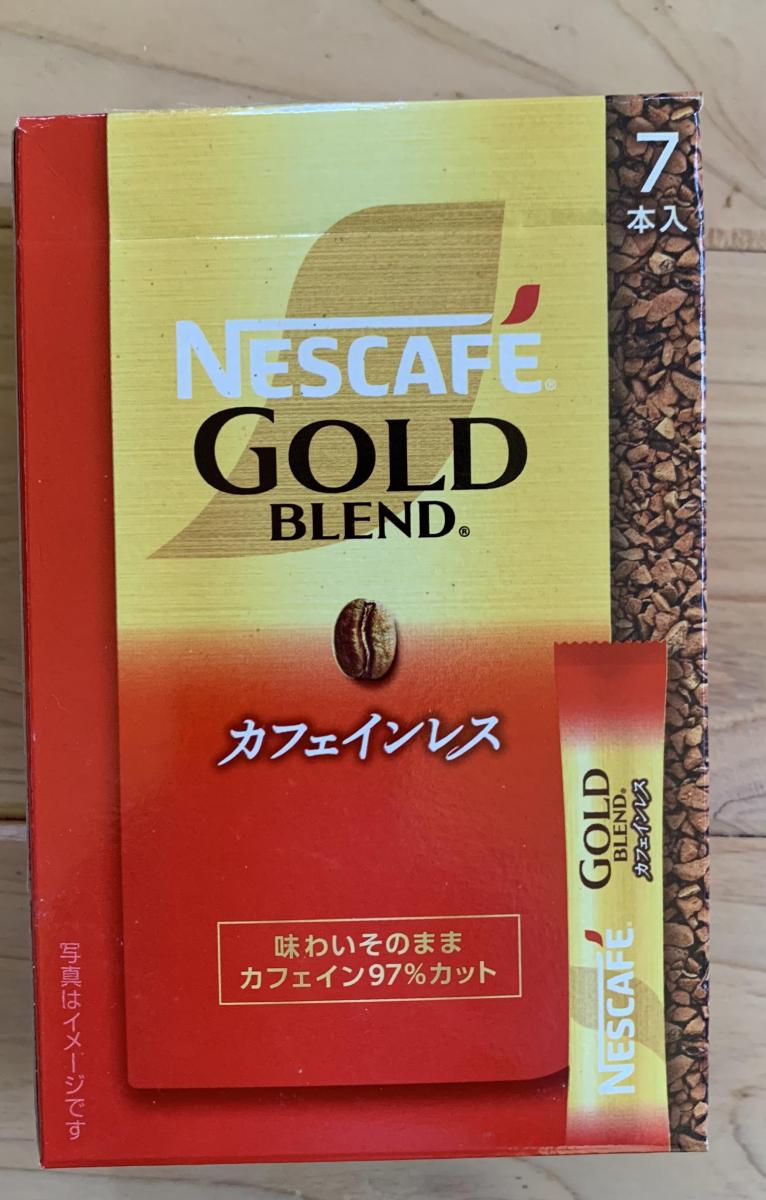 7
本入
NESCAFÉ®
GOLD
BLEND®
カフェインレス
味わいそのまま
カフェイン97%カット
NESCAFÉ
GOLD
BLEND®
カフェインレス
写真はイメージです